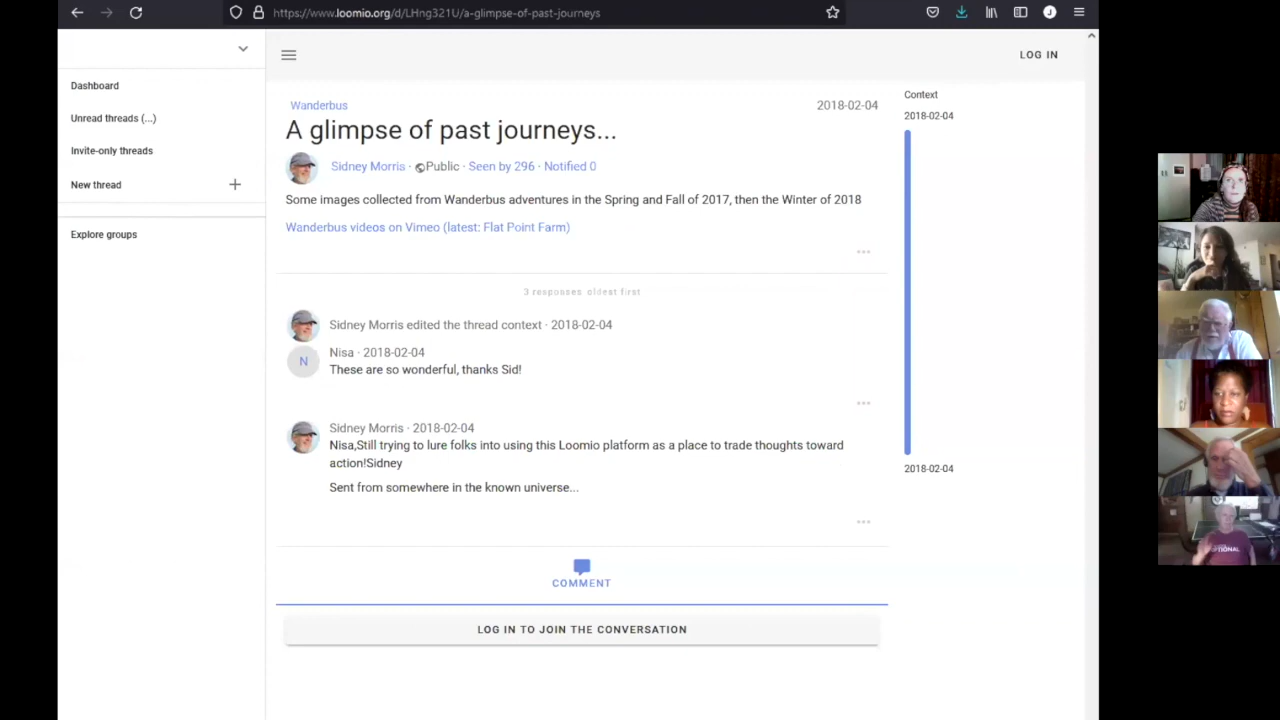 https://www.loomio.org/d/LHng321U/a-glimpse-of-past-journeys
J
LOG IN
Dashboard
Unread threads (...)
Invite-only threads
New thread
Explore groups
Wanderbus
2018-02-04
A glimpse of past journeys...
Sidney Morris · Public · Seen by 296 · Notified 0
Some images collected from Wanderbus adventures in the Spring and Fall of 2017, then the Winter of 2018
Wanderbus videos on Vimeo (latest: Flat Point Farm)
3 responses oldest first
Sidney Morris edited the thread context · 2018-02-04
N
Nisa · 2018-02-04
These are so wonderful, thanks Sid!
Sidney Morris · 2018-02-04
Nisa,Still trying to lure folks into using this Loomio platform as a place to trade thoughts toward
action!Sidney
Sent from somewhere in the known universe...
COMMENT
LOG IN TO JOIN THE CONVERSATION
Context
2018-02-04
2018-02-04